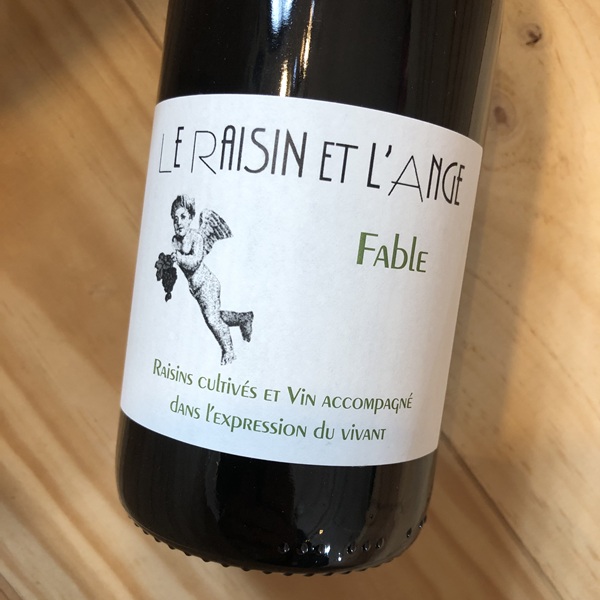 LE RAISIN ET L'ANGE
Fable
Raisins cultivés et Vin accompagné
dans l'expression du vivant